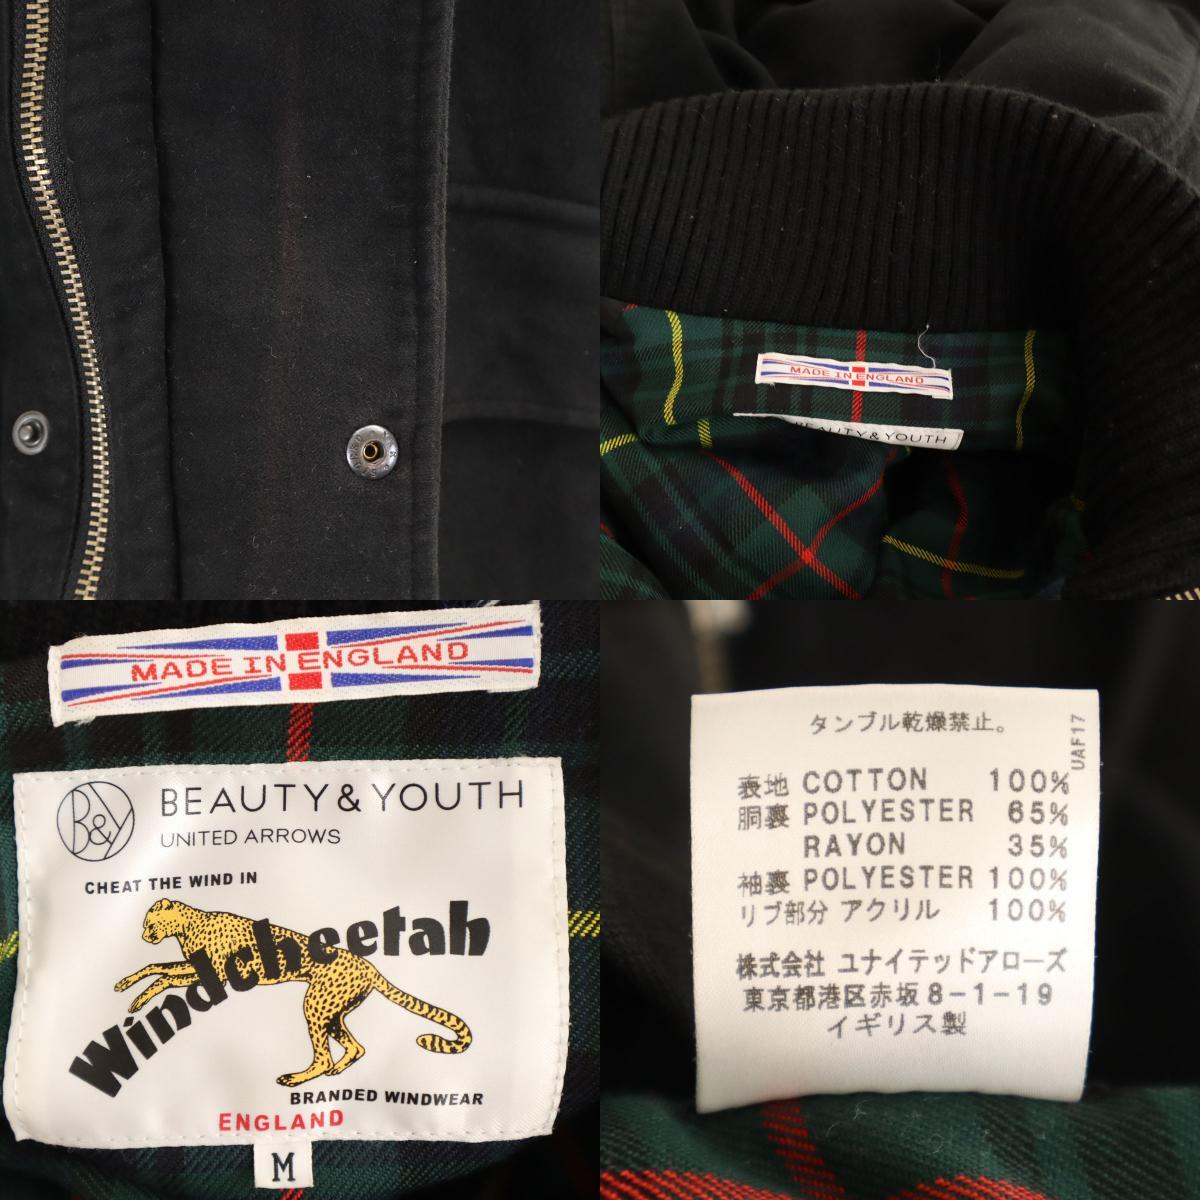 MADE IN ENGLAND
BEAUTY & YOUTH
MADE IN ENGLAND
B&Y
BEAUTY & YOUTH
UNITED ARROWS
CHEAT THE WIND IN
Windcheetah
BRANDED WINDWEAR
ENGLAND
M
タンブル乾燥禁止。
UAF17
表地 COTTON 100%
胴裏 POLYESTER 65%
RAYON 35%
袖裏 POLYESTER 100%
リブ部分 アクリル 100%
株式会社 ユナイテッドアローズ
東京都港区赤坂8-1-19
イギリス製